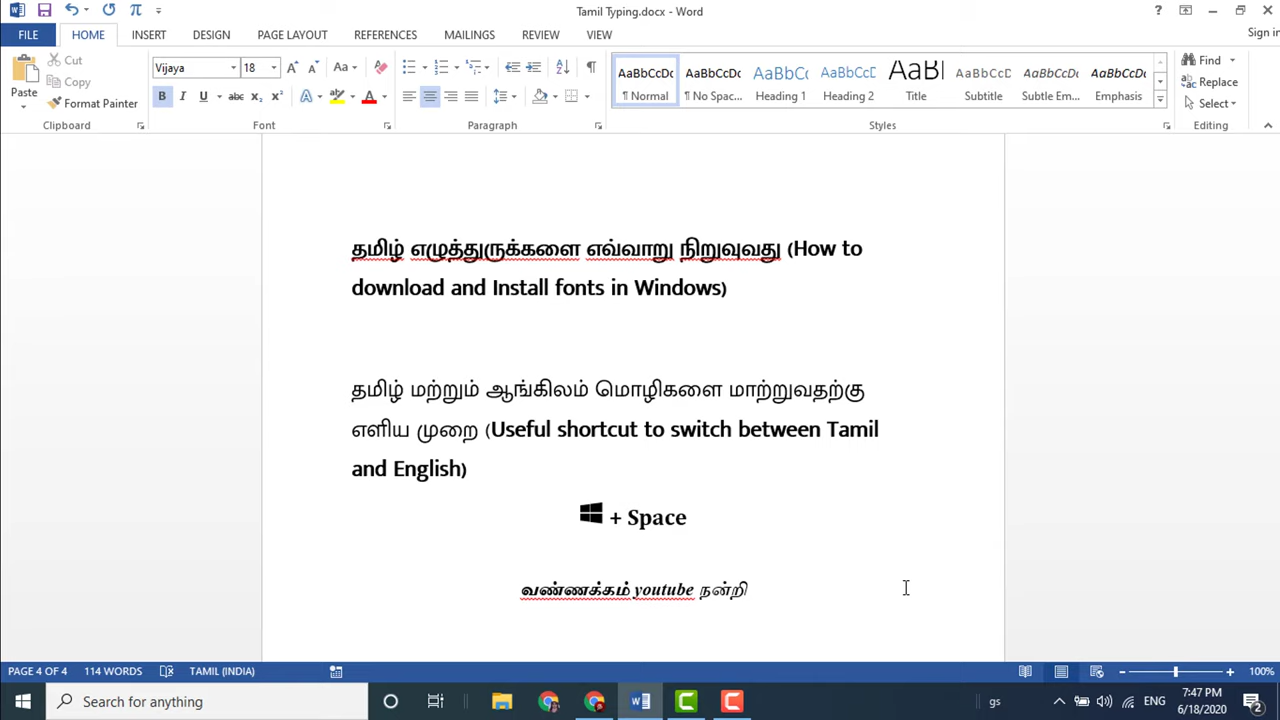 Tamil Typing.docx - Word
FILE HOME INSERT DESIGN PAGE LAYOUT REFERENCES MAILINGS REVIEW VIEW Sign in
Paste
Cut
Copy
Format Painter
Clipboard
Vijaya 18
Font
Paragraph
AaBbCcDc AaBbCcDc AaBbCc AaBbCcD AaBl AaBbCcD AaBbCcDc AaBbCcDc
¶ Normal ¶ No Spac... Heading 1 Heading 2 Title Subtitle Subtle Em... Emphasis
Styles
Find
Replace
Select
Editing
தமிழ் எழுத்துருக்களை எவ்வாறு நிறுவுவது (How to
download and Install fonts in Windows)
தமிழ் மற்றும் ஆங்கிலம் மொழிகளை மாற்றுவதற்கு
எளிய முறை (Useful shortcut to switch between Tamil
and English)
+ Space
வண்ணக்கம் youtube நன்றி
PAGE 4 OF 4 114 WORDS TAMIL (INDIA) 100%
Search for anything
gs ENG 7:47 PM
6/18/2020 2